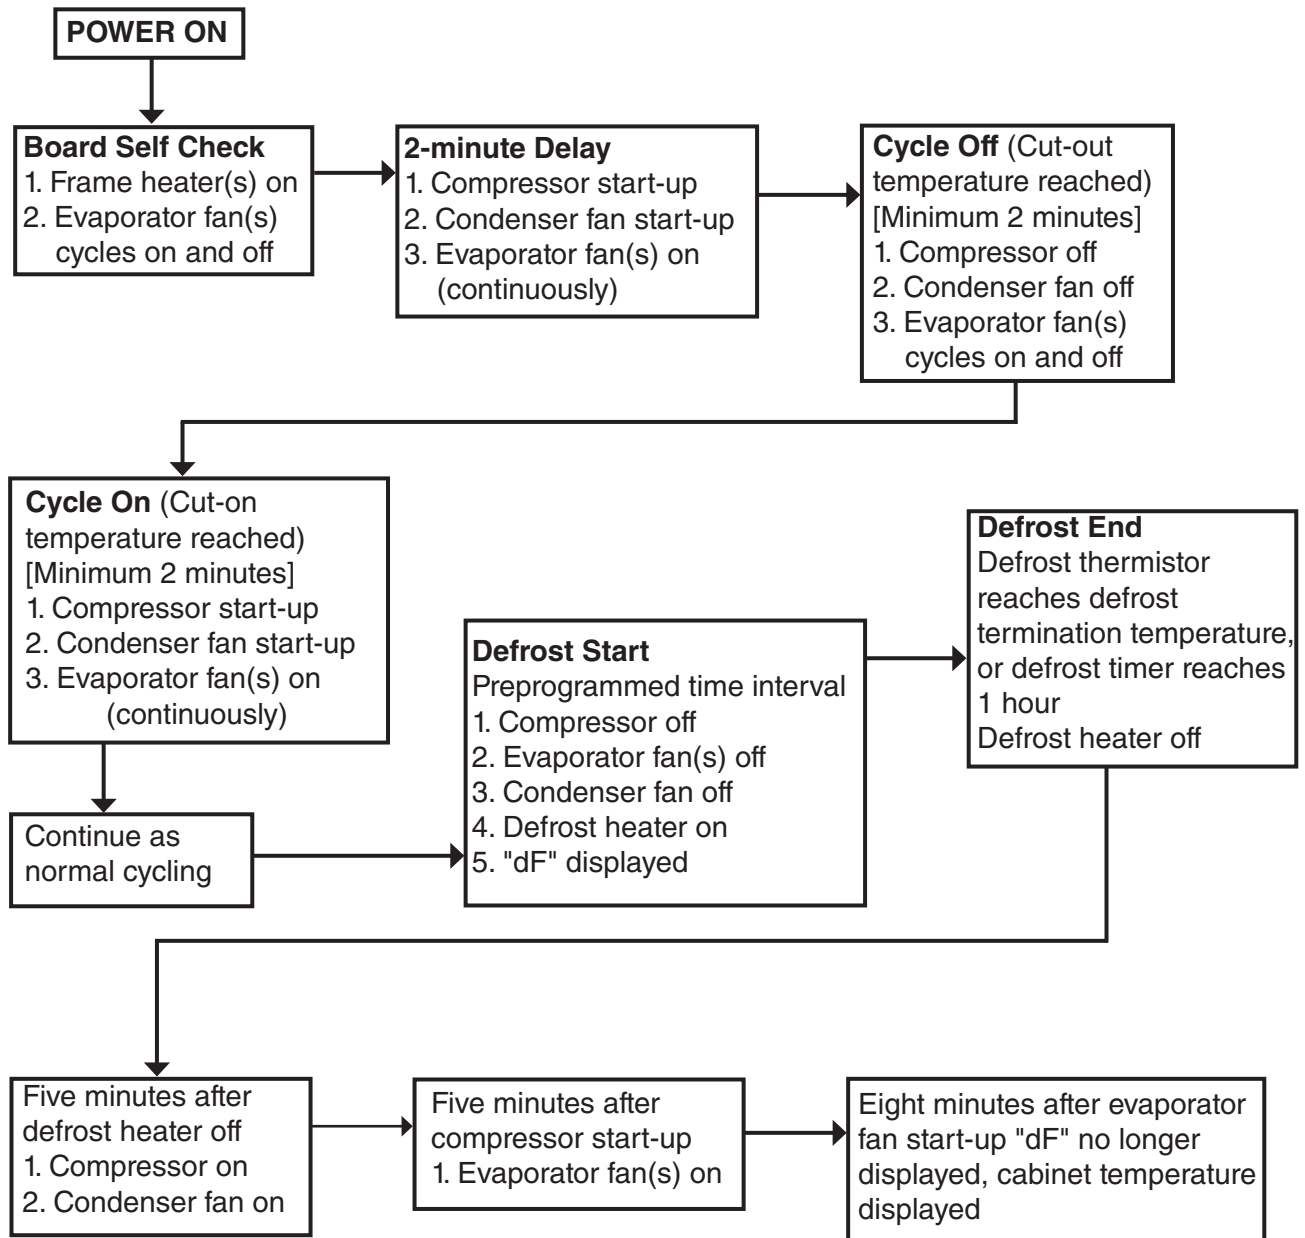 POWER ON
Board Self Check
1. Frame heater(s) on
2. Evaporator fan(s)
cycles on and off
2-minute Delay
1. Compressor start-up
2. Condenser fan start-up
3. Evaporator fan(s) on
(continuously)
Cycle Off (Cut-out
temperature reached)
[Minimum 2 minutes]
1. Compressor off
2. Condenser fan off
3. Evaporator fan(s)
cycles on and off
Cycle On (Cut-on
temperature reached)
[Minimum 2 minutes]
1. Compressor start-up
2. Condenser fan start-up
3. Evaporator fan(s) on
(continuously)
Continue as
normal cycling
Defrost Start
Preprogrammed time interval
1. Compressor off
2. Evaporator fan(s) off
3. Condenser fan off
4. Defrost heater on
5. "dF" displayed
Defrost End
Defrost thermistor
reaches defrost
termination temperature,
or defrost timer reaches
1 hour
Defrost heater off
Five minutes after
defrost heater off
1. Compressor on
2. Condenser fan on
Five minutes after
compressor start-up
1. Evaporator fan(s) on
Eight minutes after evaporator
fan start-up "dF" no longer
displayed, cabinet temperature
displayed